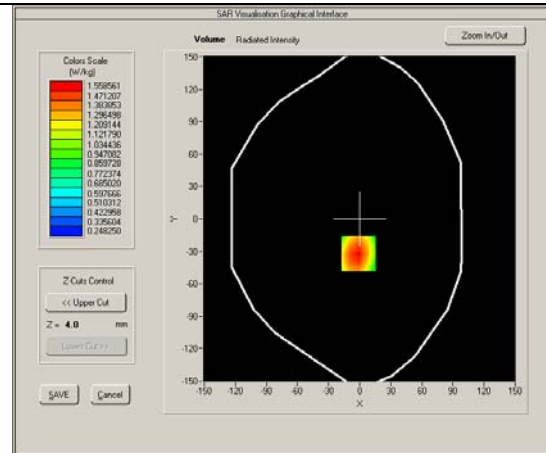 SAR Visualisation Graphical Interface
Volume Radiated Intensity
Zoom In/Out
Colors Scale
(W/kg)
1.558561
1.471207
1.383853
1.296498
1.209144
1.121790
1.034436
0.947082
0.859728
0.772374
0.685020
0.597666
0.510312
0.422958
0.335604
0.248250
Z Cuts Control
<< Upper Cut
Z = 4.0 mm
Lower Cut >>
SAVE Cancel
150
120
90
60
30
0
-30
-60
-90
-120
-150
Y
-150 -120 -90 -60 -30 0 30 60 90 120 150
X